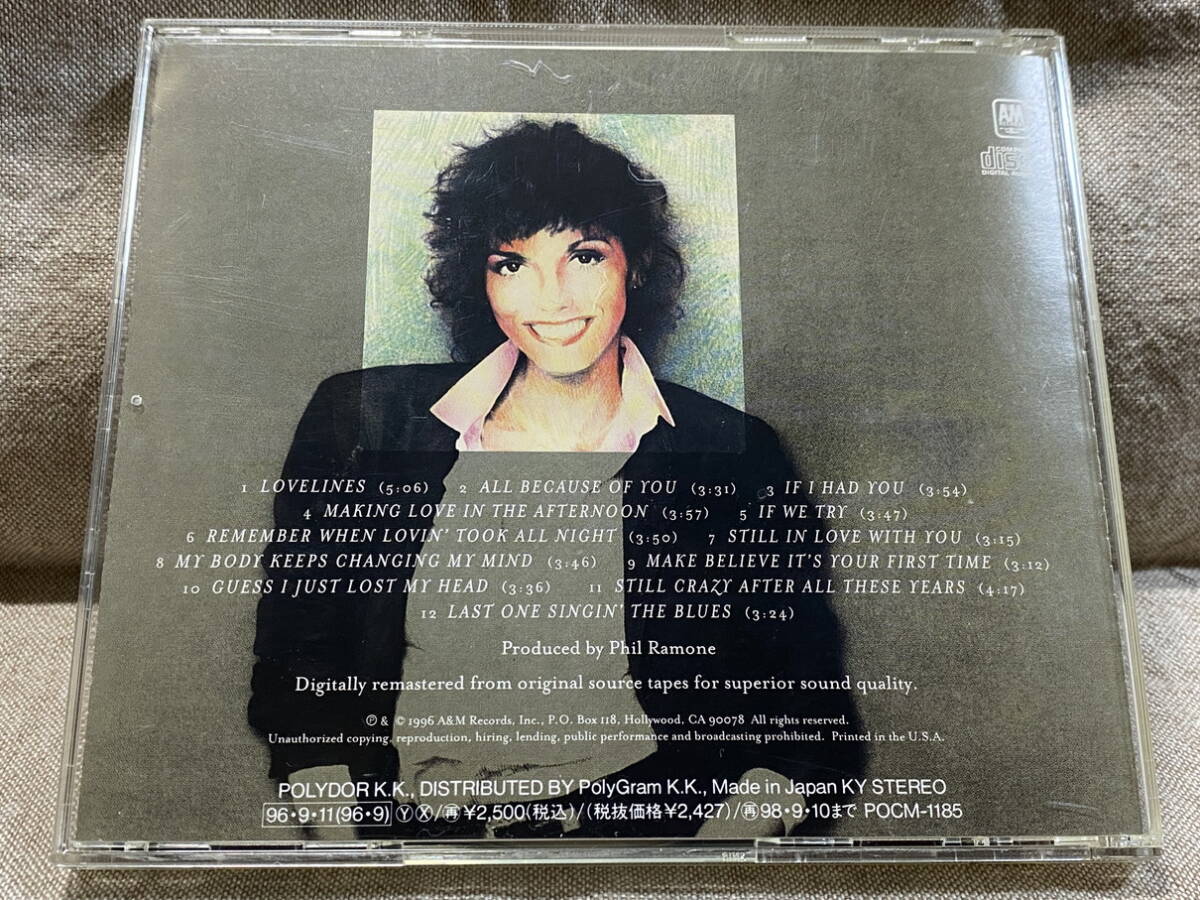 AM
COMPA
disc
DIGITAL AUDIO
1 LOVELINES (5:06) 2 ALL BECAUSE OF YOU (3:31) 3 IF I HAD YOU (3:54)
4 MAKING LOVE IN THE AFTERNOON (3:57) 5 IF WE TRY (3:47)
6 REMEMBER WHEN LOVIN' TOOK ALL NIGHT (3:50) 7 STILL IN LOVE WITH YOU (3:15)
8 MY BODY KEEPS CHANGING MY MIND (3:46) 9 MAKE BELIEVE IT'S YOUR FIRST TIME (3:12)
10 GUESS I JUST LOST MY HEAD (3:36) 11 STILL CRAZY AFTER ALL THESE YEARS (4:17)
12 LAST ONE SINGIN' THE BLUES (3:24)
Produced by Phil Ramone
Digitally remastered from original source tapes for superior sound quality.
℗ & © 1996 A&M Records, Inc., P.O. Box 118, Hollywood, CA 90078 All rights reserved.
Unauthorized copying, reproduction, hiring, lending, public performance and broadcasting prohibited. Printed in the U.S.A.
POLYDOR K.K., DISTRIBUTED BY PolyGram K.K., Made in Japan KY STEREO
96・9・11(96・9) Ⓨ Ⓧ/㊢¥2,500(税込)/(税抜価格¥2,427)/再98・9・10まで POCM-1185